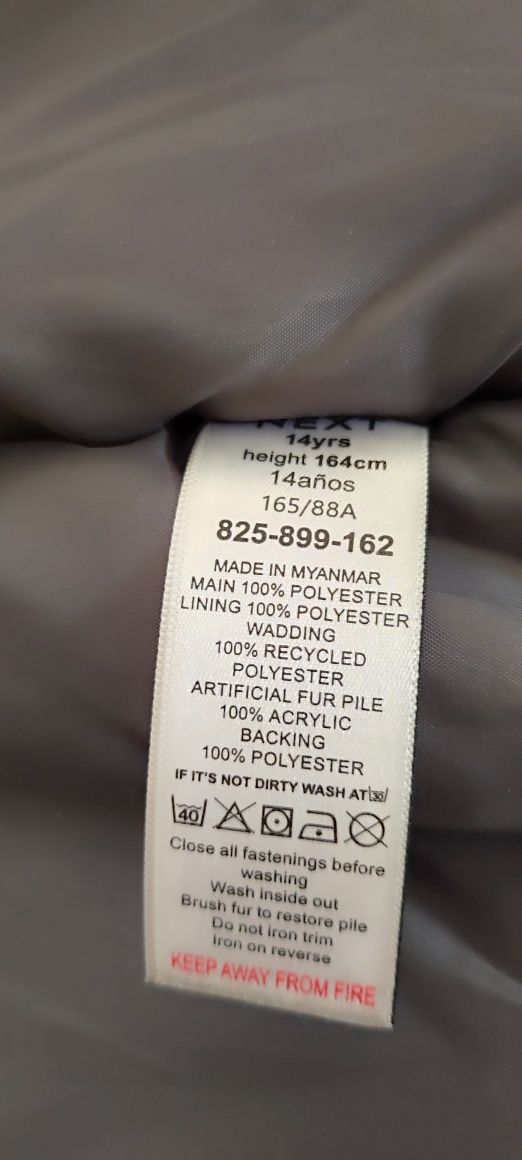 NEXT
14yrs
height 164cm
14años
165/88A
825-899-162
MADE IN MYANMAR
MAIN 100% POLYESTER
LINING 100% POLYESTER
WADDING
100% RECYCLED
POLYESTER
ARTIFICIAL FUR PILE
100% ACRYLIC
BACKING
100% POLYESTER
IF IT'S NOT DIRTY WASH AT 30
40
Close all fastenings before
washing
Wash inside out
Brush fur to restore pile
Do not iron trim
Iron on reverse
KEEP AWAY FROM FIRE